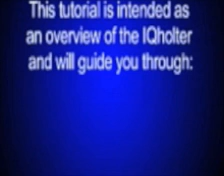 This tutorial is intended as
an overview of the IQholter
and will guide you through: